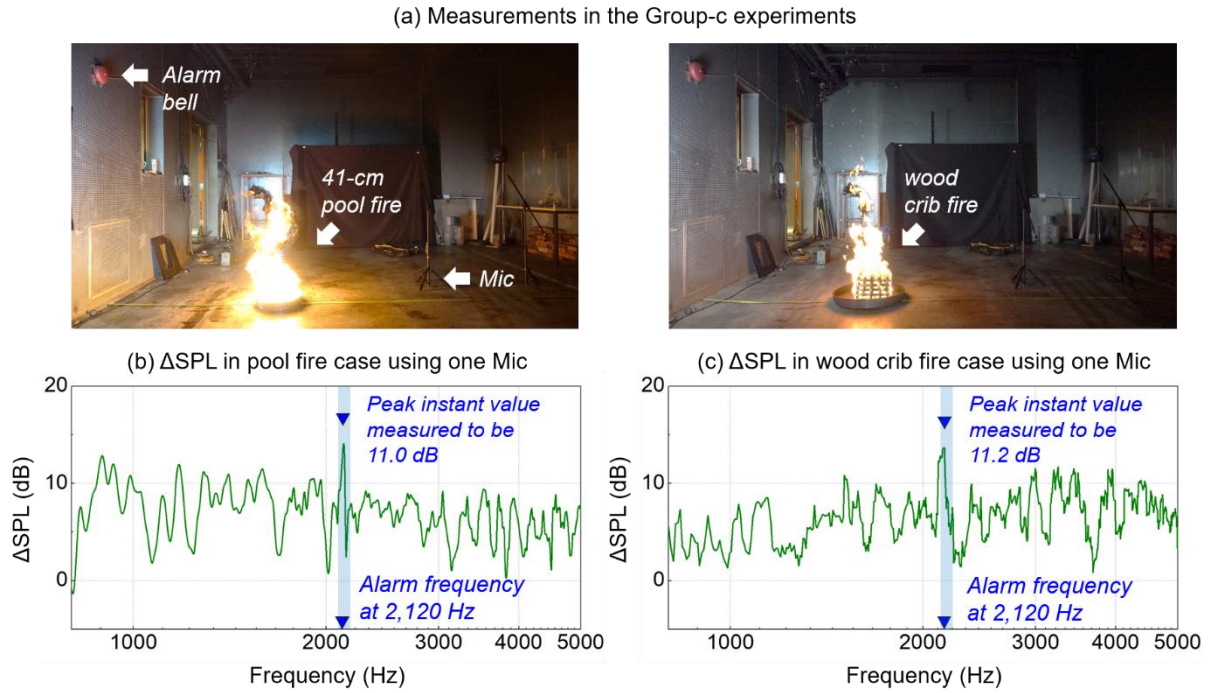 (a) Measurements in the Group-c experiments
Alarm
bell
41-cm
pool fire
Mic
wood
crib fire
(b) ΔSPL in pool fire case using one Mic
(c) ΔSPL in wood crib fire case using one Mic
20
10
0
ΔSPL (dB)
Peak instant value
measured to be
11.0 dB
Alarm frequency
at 2,120 Hz
1000
2000
3000
4000
5000
Frequency (Hz)
20
10
0
ΔSPL (dB)
Peak instant value
measured to be
11.2 dB
Alarm frequency
at 2,120 Hz
1000
2000
3000
4000
5000
Frequency (Hz)